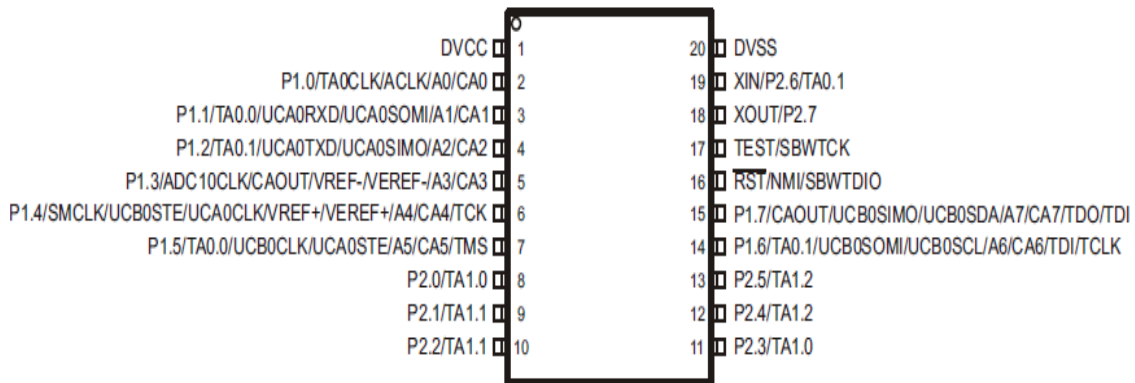 DVCC 1 20 DVSS
P1.0/TA0CLK/ACLK/A0/CA0 2 19 XIN/P2.6/TA0.1
P1.1/TA0.0/UCA0RXD/UCA0SOMI/A1/CA1 3 18 XOUT/P2.7
P1.2/TA0.1/UCA0TXD/UCA0SIMO/A2/CA2 4 17 TEST/SBWTCK
P1.3/ADC10CLK/CAOUT/VREF-/VEREF-/A3/CA3 5 16 R̅S̅T̅/NMI/SBWTDIO
P1.4/SMCLK/UCB0STE/UCA0CLK/VREF+/VEREF+/A4/CA4/TCK 6 15 P1.7/CAOUT/UCB0SIMO/UCB0SDA/A7/CA7/TDO/TDI
P1.5/TA0.0/UCB0CLK/UCA0STE/A5/CA5/TMS 7 14 P1.6/TA0.1/UCB0SOMI/UCB0SCL/A6/CA6/TDI/TCLK
P2.0/TA1.0 8 13 P2.5/TA1.2
P2.1/TA1.1 9 12 P2.4/TA1.2
P2.2/TA1.1 10 11 P2.3/TA1.0